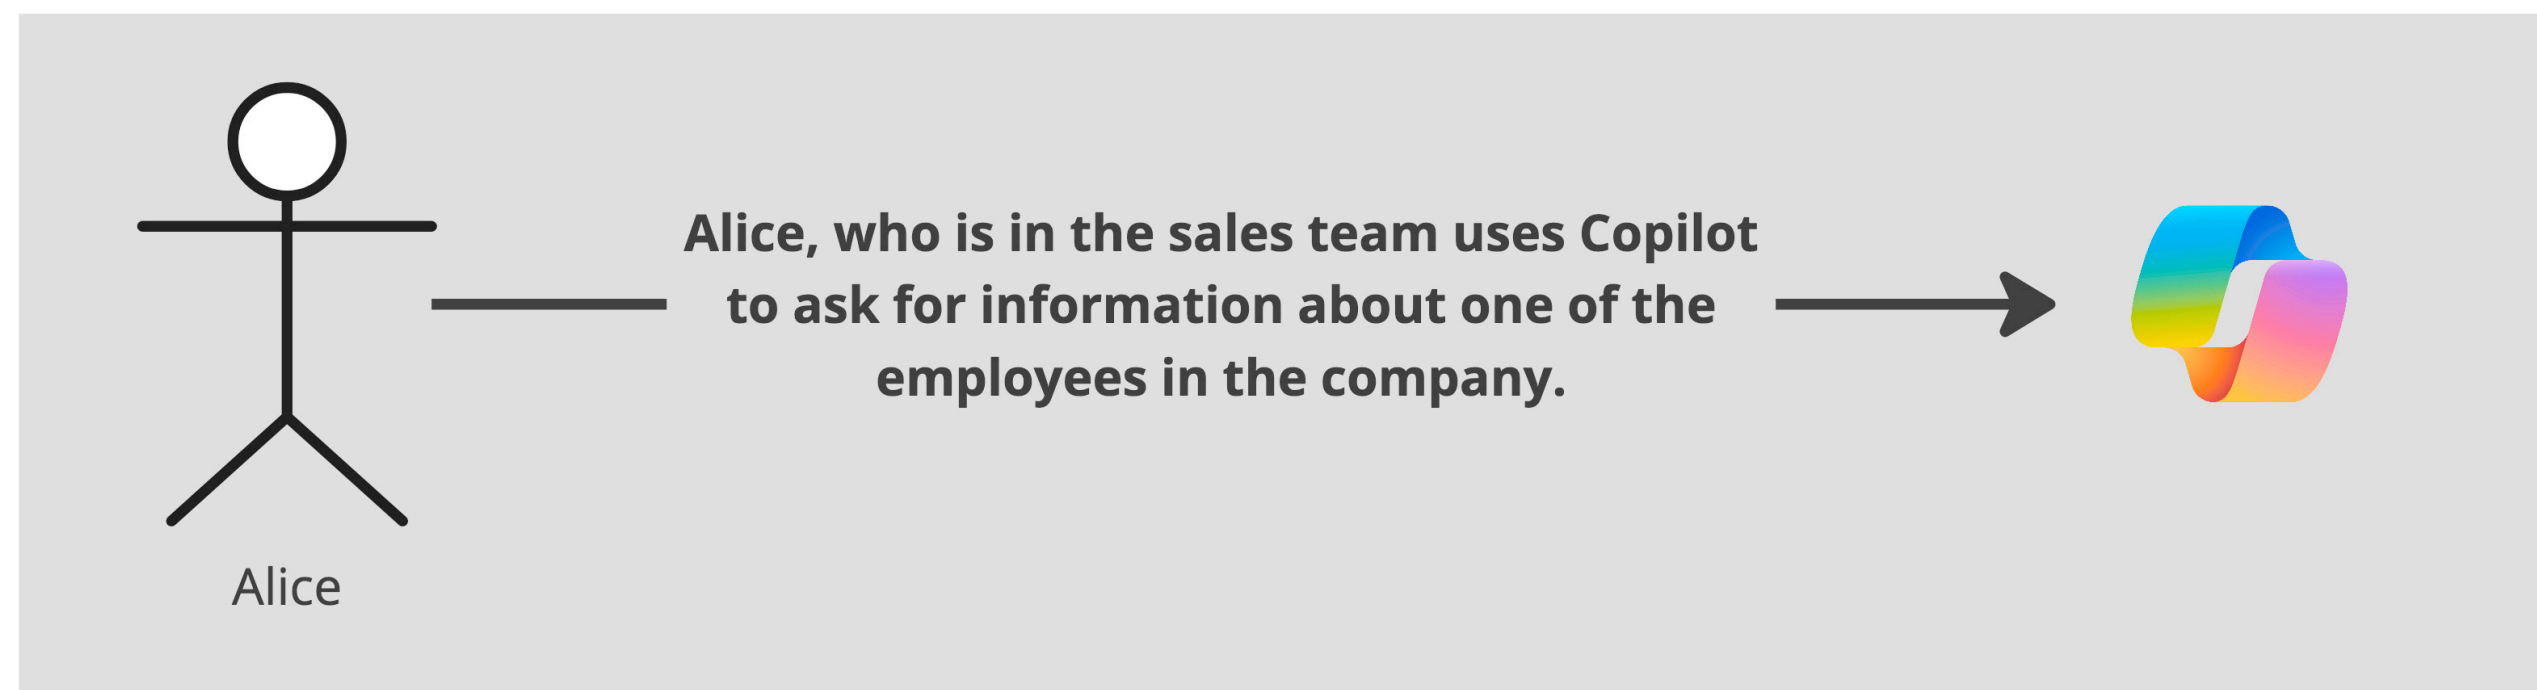 Alice, who is in the sales team uses Copilot
to ask for information about one of the
employees in the company.
Alice